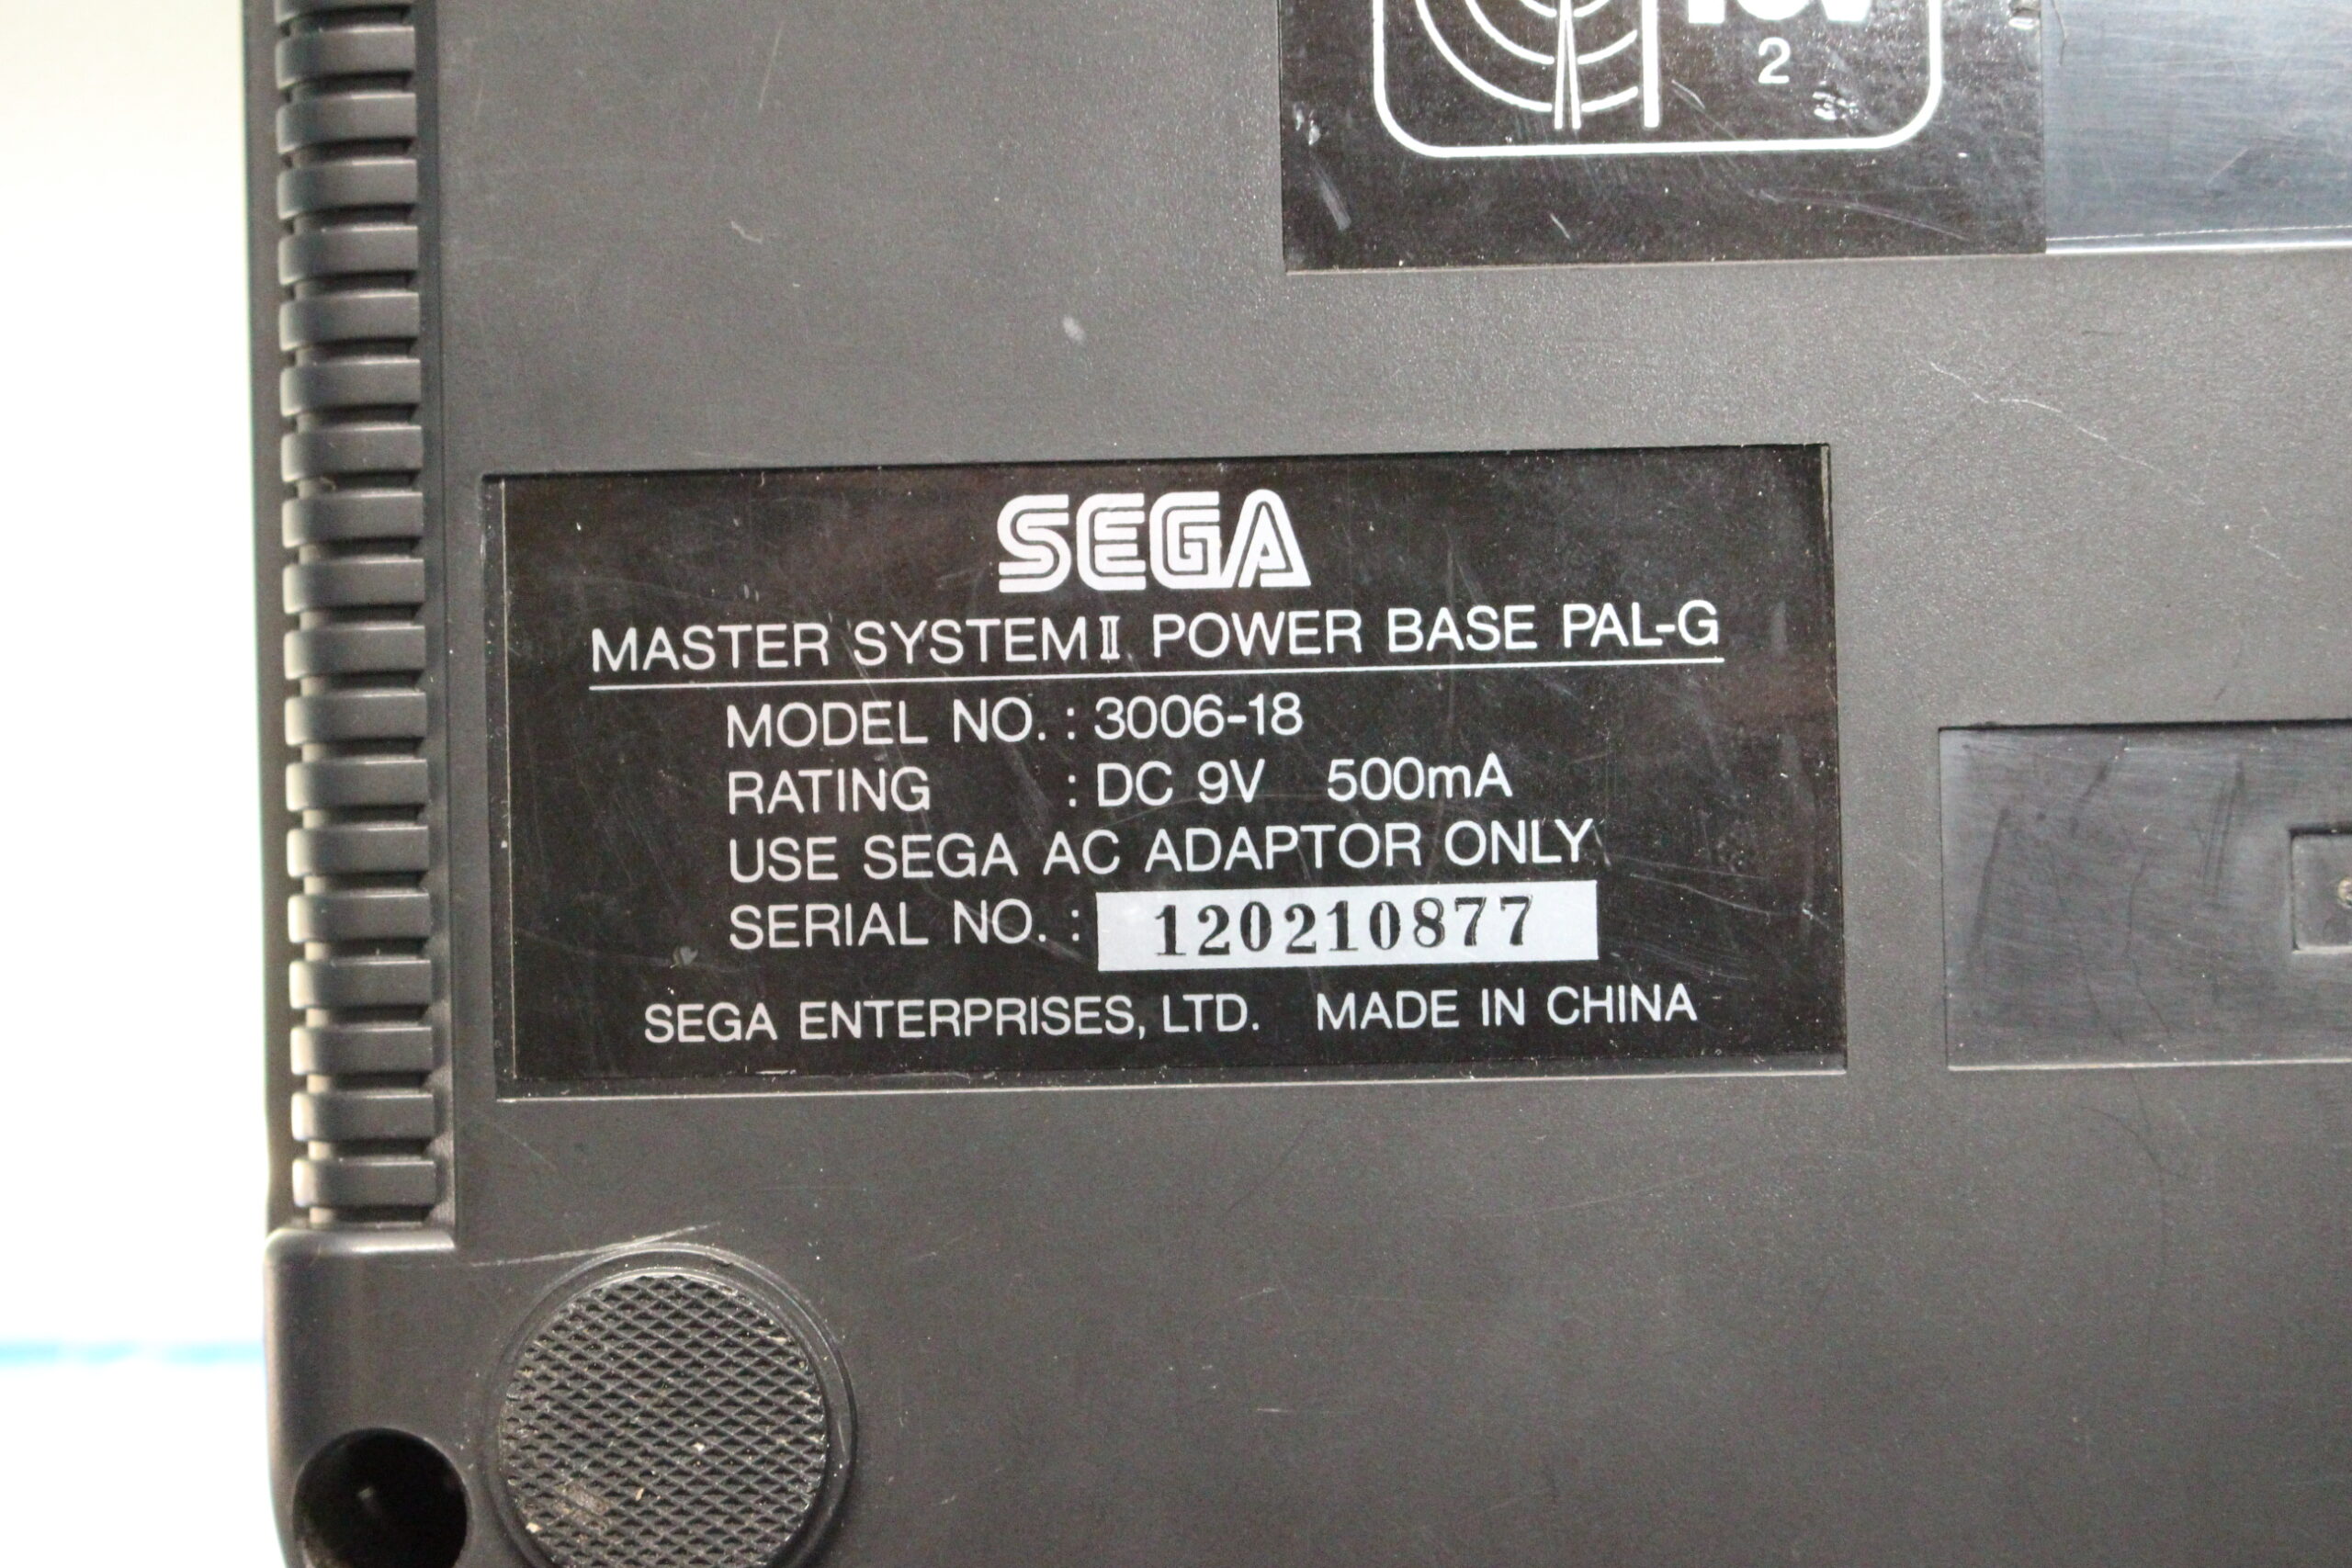 2
SEGA
MASTER SYSTEM II POWER BASE PAL-G
MODEL NO. : 3006-18
RATING : DC 9V 500mA
USE SEGA AC ADAPTOR ONLY
SERIAL NO. : 120210877
SEGA ENTERPRISES, LTD. MADE IN CHINA